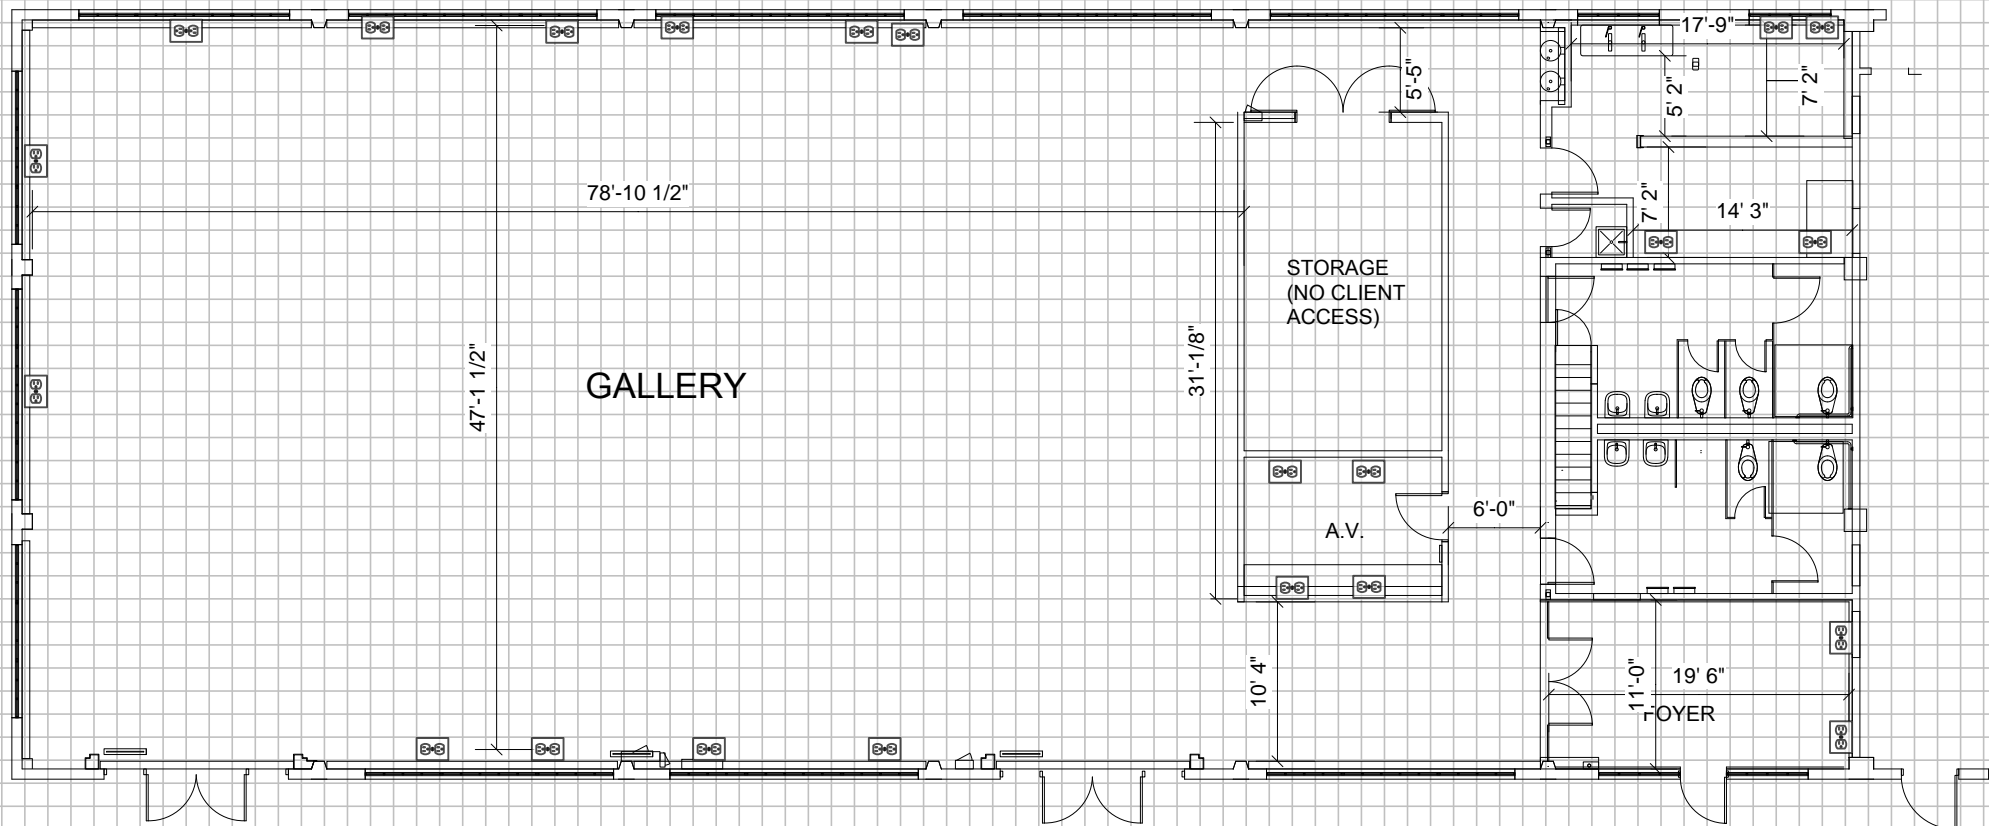 17'-9"
5'-5"
5' 2"
7' 2"
78'-10 1/2"
7' 2"
14' 3"
STORAGE
(NO CLIENT
ACCESS)
47'-1 1/2"
31'-1/8"
GALLERY
6'-0"
A.V.
10' 4"
11'-0"
19' 6"
FOYER